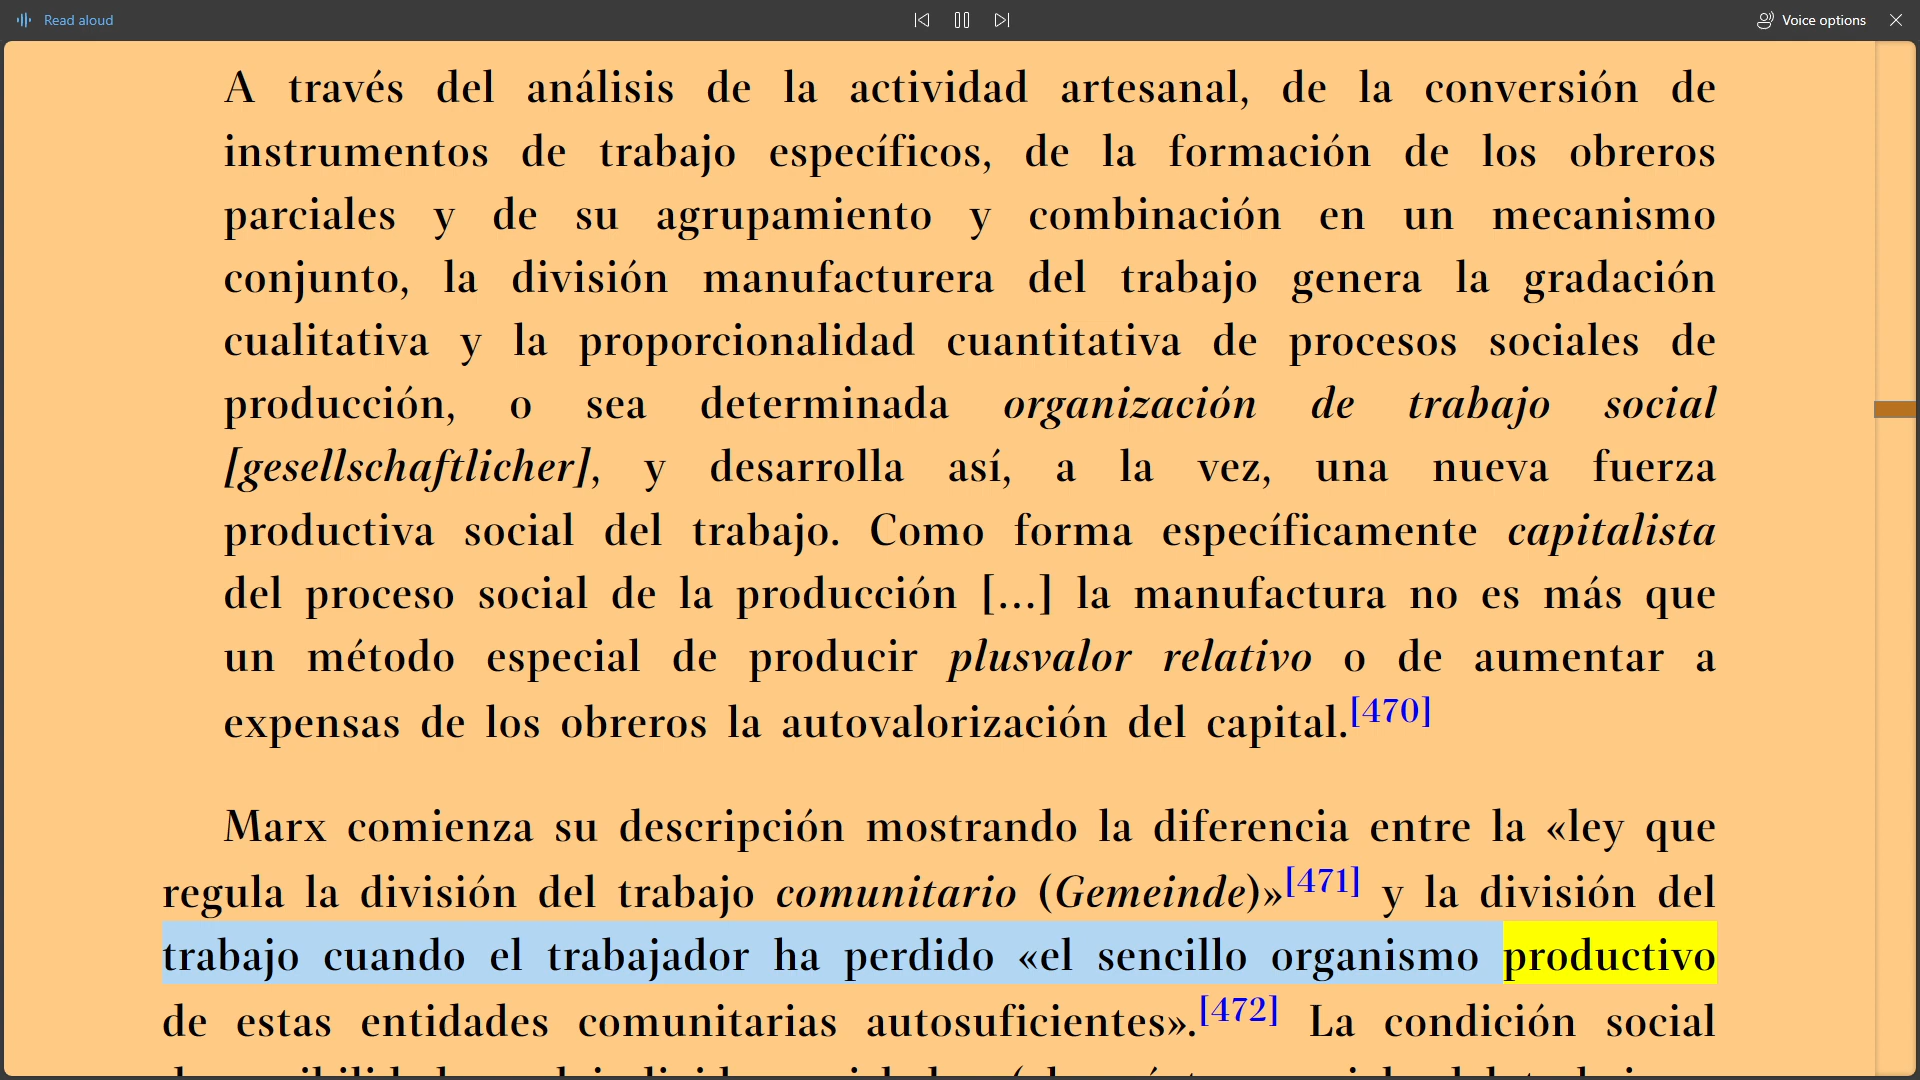 Read aloud
Voice options
A través del análisis de la actividad artesanal, de la conversión de
instrumentos de trabajo específicos, de la formación de los obreros
parciales y de su agrupamiento y combinación en un mecanismo
conjunto, la división manufacturera del trabajo genera la gradación
cualitativa y la proporcionalidad cuantitativa de procesos sociales de
producción, o sea determinada organización de trabajo social
[gesellschaftlicher], y desarrolla así, a la vez, una nueva fuerza
productiva social del trabajo. Como forma específicamente capitalista
del proceso social de la producción [...] la manufactura no es más que
un método especial de producir plusvalor relativo o de aumentar a
expensas de los obreros la autovalorización del capital.[470]
Marx comienza su descripción mostrando la diferencia entre la «ley que
regula la división del trabajo comunitario (Gemeinde)»[471] y la división del
trabajo cuando el trabajador ha perdido «el sencillo organismo productivo
de estas entidades comunitarias autosuficientes».[472] La condición social